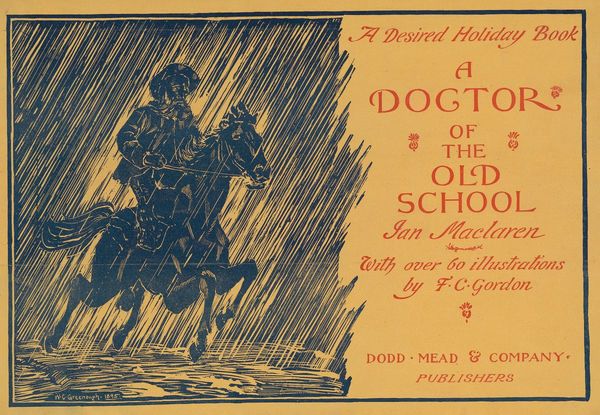 A Desired Holiday Book
A
DOCTOR
OF
THE
OLD
SCHOOL
Ian Maclaren
With over 60 illustrations
by F. C. Gordon
DODD · MEAD & COMPANY ·
PUBLISHERS
W.C. Greenough · 1895